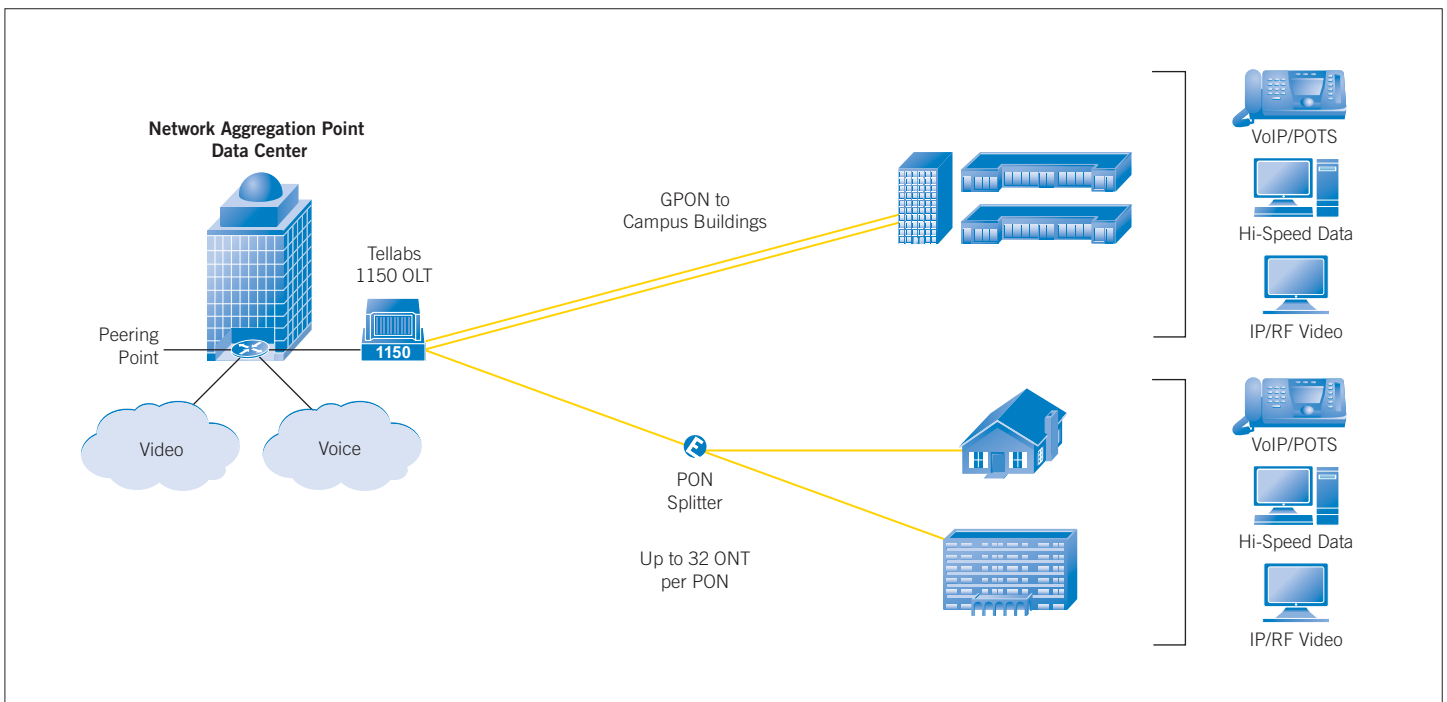 Network Aggregation Point
Data Center
Tellabs
1150 OLT
Peering
Point
1150
Video
Voice
GPON to
Campus Buildings
PON
Splitter
Up to 32 ONT
per PON
VoIP/POTS
Hi-Speed Data
IP/RF Video
VoIP/POTS
Hi-Speed Data
IP/RF Video